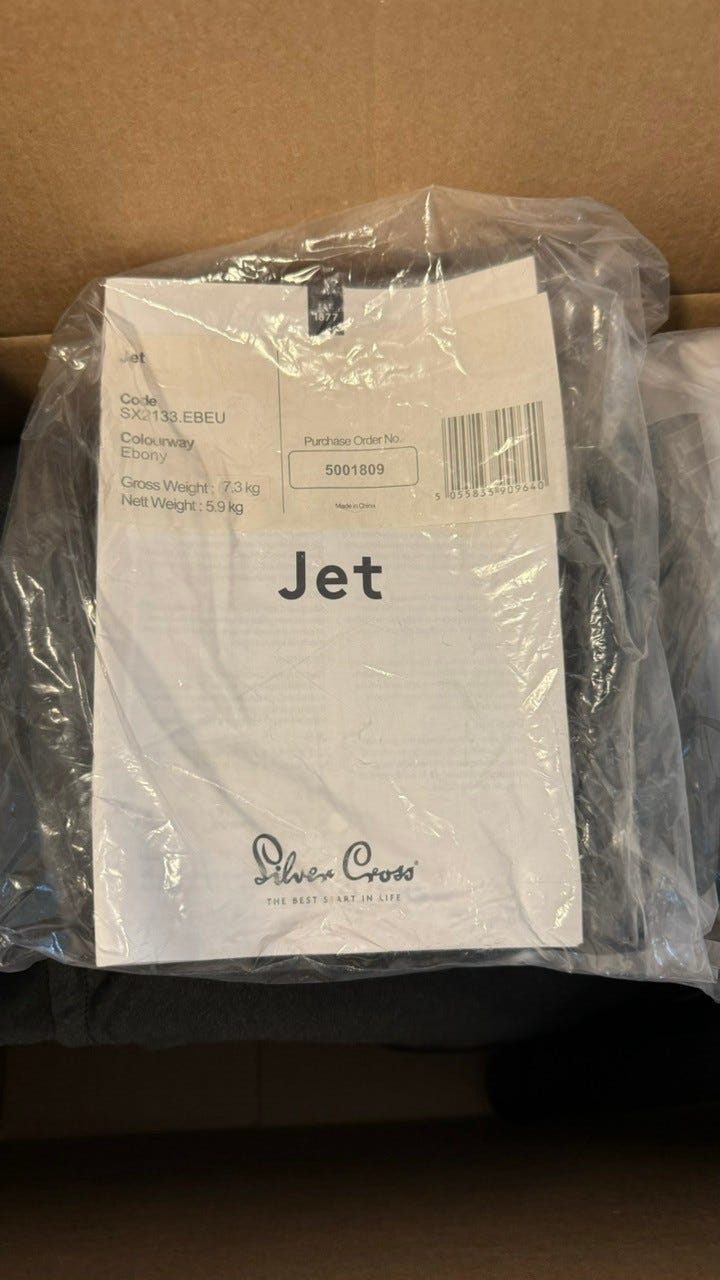 1877
Jet
Code
SX2133.EBEU
Colourway
Ebony
Gross Weight : 7.3 kg
Nett Weight : 5.9 kg
Purchase Order No.
5001809
Made in China
5 055835 909640
Jet
Silver Cross
THE BEST START IN LIFE